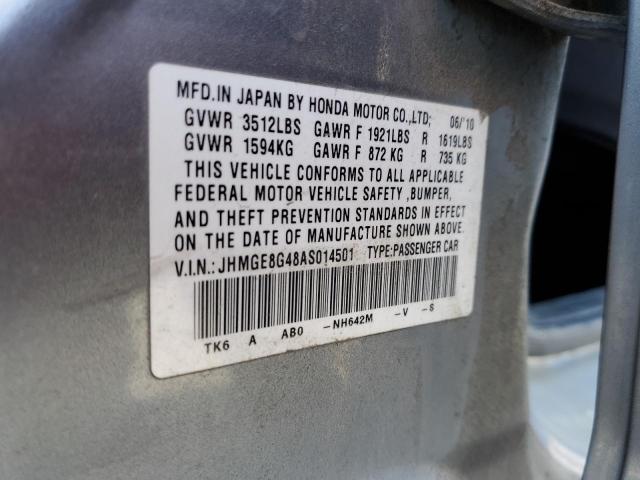 MFD.IN JAPAN BY HONDA MOTOR CO.,LTD; 06/'10
GVWR 3512LBS GAWR F 1921LBS R 1619LBS
GVWR 1594KG GAWR F 872 KG R 735 KG
THIS VEHICLE CONFORMS TO ALL APPLICABLE
FEDERAL MOTOR VEHICLE SAFETY ,BUMPER,
AND THEFT PREVENTION STANDARDS IN EFFECT
ON THE DATE OF MANUFACTURE SHOWN ABOVE.
V.I.N.: JHMGE8G48AS014501 TYPE:PASSENGER CAR
TK6 A AB0 -NH642M -V -S